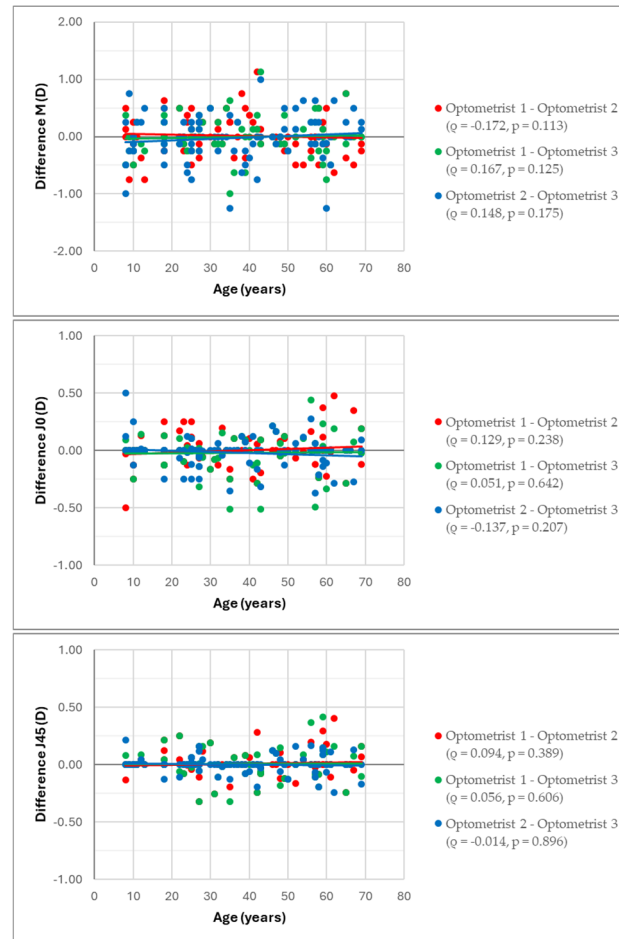 2.00
1.00
0.00
-1.00
-2.00
Difference M (D)
0 10 20 30 40 50 60 70 80
Age (years)
Optometrist 1 - Optometrist 2
(ϱ = -0.172, p = 0.113)
Optometrist 1 - Optometrist 3
(ϱ = 0.167, p = 0.125)
Optometrist 2 - Optometrist 3
(ϱ = 0.148, p = 0.175)
1.00
0.50
0.00
-0.50
-1.00
Difference J0 (D)
0 10 20 30 40 50 60 70 80
Age (years)
Optometrist 1 - Optometrist 2
(ϱ = 0.129, p = 0.238)
Optometrist 1 - Optometrist 3
(ϱ = 0.051, p = 0.642)
Optometrist 2 - Optometrist 3
(ϱ = -0.137, p = 0.207)
1.00
0.50
0.00
-0.50
-1.00
Difference J45 (D)
0 10 20 30 40 50 60 70 80
Age (years)
Optometrist 1 - Optometrist 2
(ϱ = 0.094, p = 0.389)
Optometrist 1 - Optometrist 3
(ϱ = 0.056, p = 0.606)
Optometrist 2 - Optometrist 3
(ϱ = -0.014, p = 0.896)